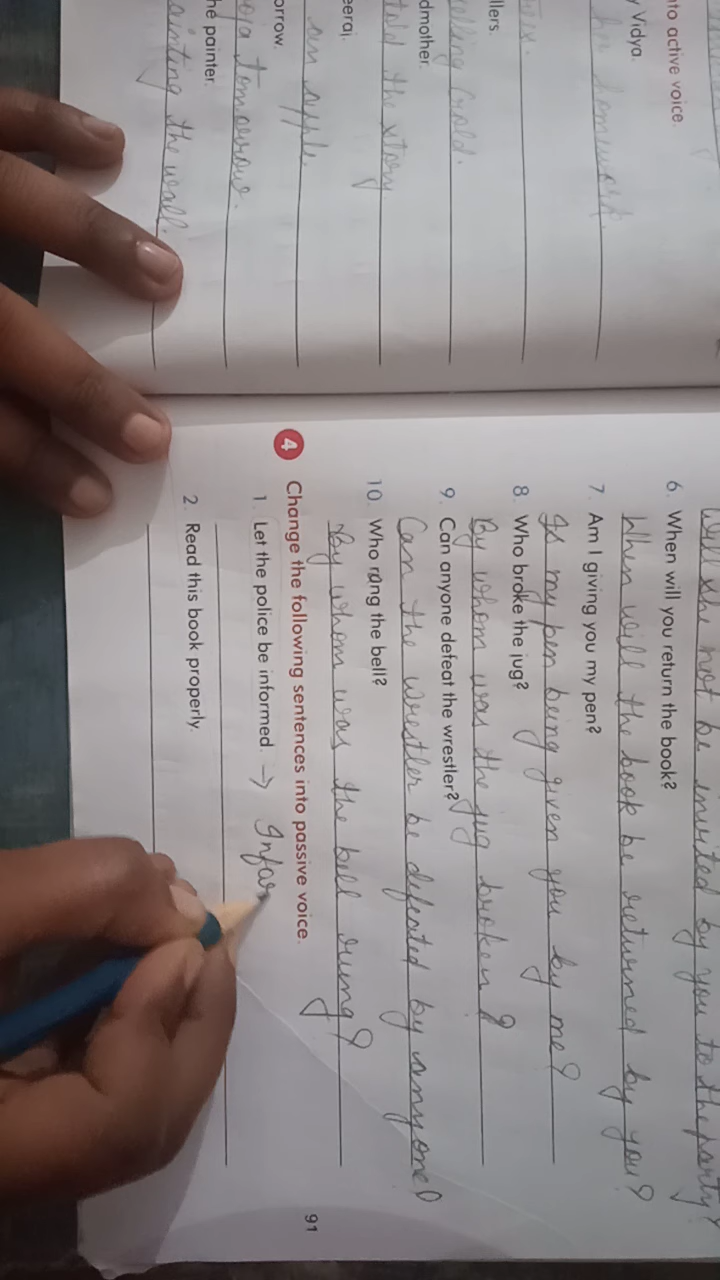 into active voice.
Vidya.
homework.
llers.
dmother.
told the story
eeraj.
an apple.
orrow.
tomorrow.
he painter.
ainting the wall.
Will she not be invited by you to the party?
6. When will you return the book?
When will the book be returned by you?
7. Am I giving you my pen?
Is my pen being given you by me?
8. Who broke the jug?
By whom was the jug broken?
9. Can anyone defeat the wrestler?
Can the wrestler be defeated by anyone?
10. Who rang the bell?
By whom was the bell rung?
4 Change the following sentences into passive voice.
1. Let the police be informed. → Infor
2. Read this book properly.
91